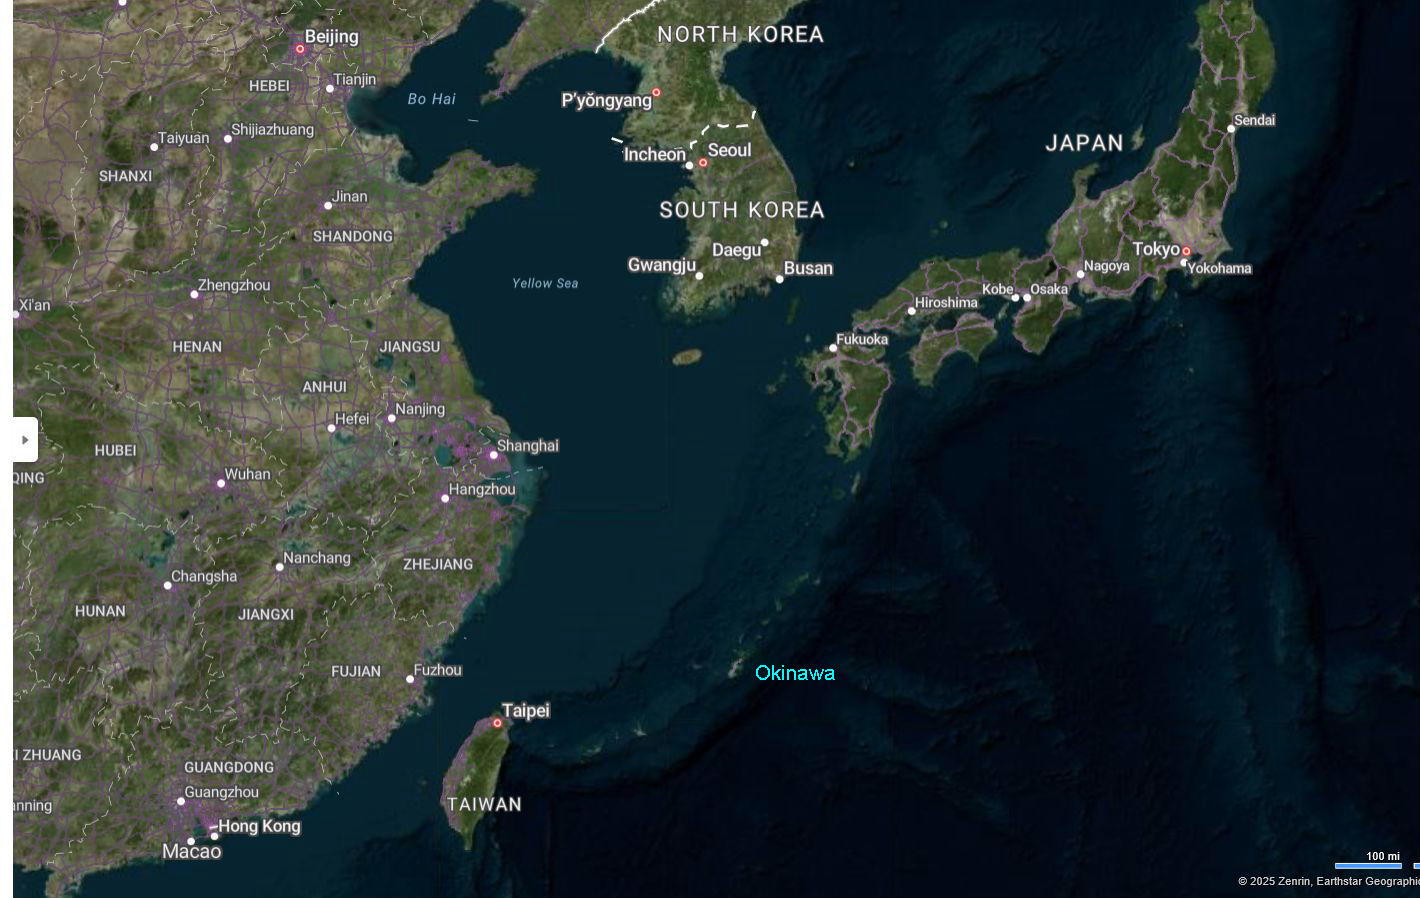 NORTH KOREA
Beijing
Tianjin
HEBEI
Bo Hai
P'yŏngyang
Sendai
Shijiazhuang
Taiyuan
JAPAN
Incheon
Seoul
SHANXI
Jinan
SOUTH KOREA
SHANDONG
Daegu
Tokyo
Gwangju
Busan
Nagoya
Yokohama
Zhengzhou
Yellow Sea
Kobe
Osaka
Xi'an
Hiroshima
Fukuoka
HENAN
JIANGSU
ANHUI
Nanjing
Hefei
Shanghai
HUBEI
QING
Wuhan
Hangzhou
Nanchang
ZHEJIANG
Changsha
HUNAN
JIANGXI
FUJIAN
Fuzhou
Okinawa
Taipei
I ZHUANG
GUANGDONG
Guangzhou
nning
TAIWAN
Hong Kong
Macao
100 mi
© 2025 Zenrin, Earthstar Geographic